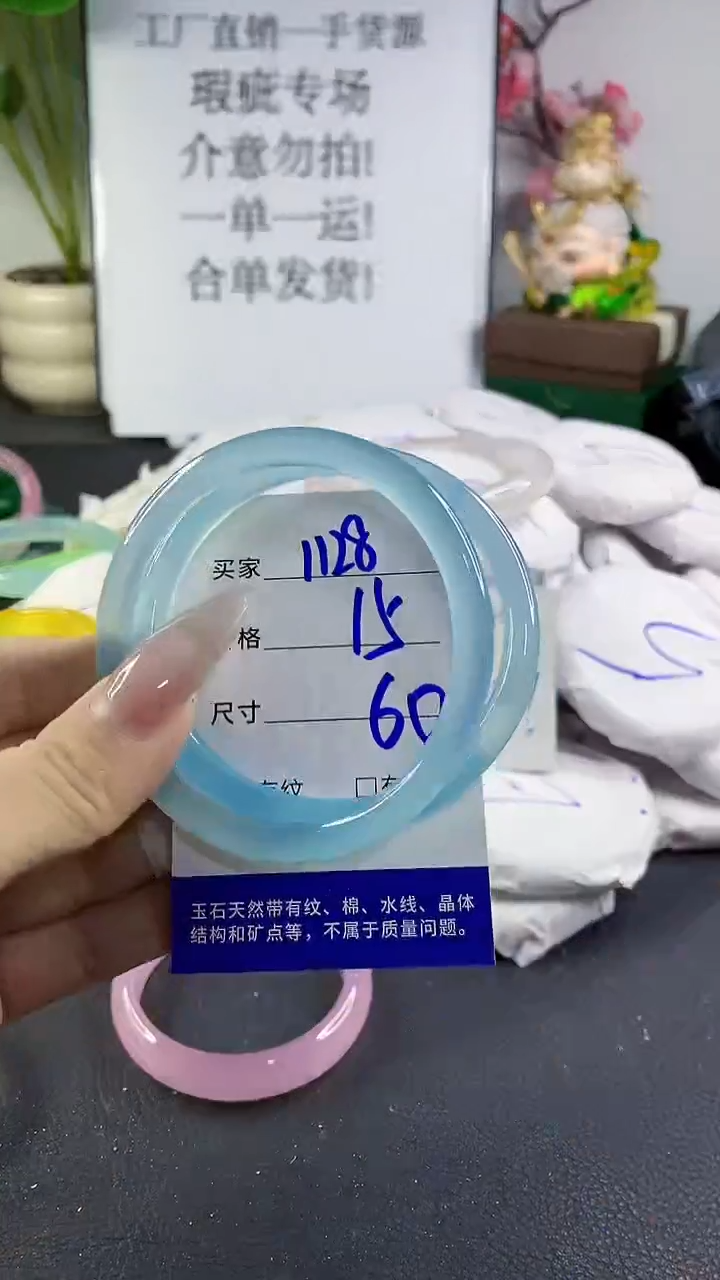 工厂直销一手货源
瑕疵专场
介意勿拍!
一单一运!
合单发货!
买家 1128
格 15
尺寸 60
有纹 □有
玉石天然带有纹、棉、水线、晶体
结构和矿点等，不属于质量问题。